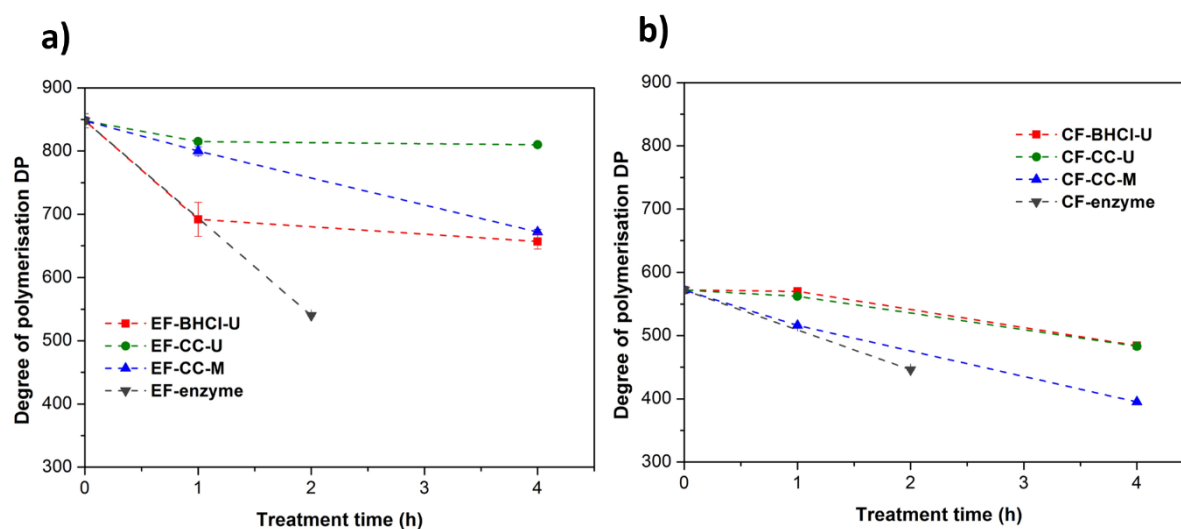 a)
900
800
700
600
500
400
300
0
1
2
3
4
Degree of polymerisation DP
Treatment time (h)
EF-BHCl-U
EF-CC-U
EF-CC-M
EF-enzyme
b)
900
800
700
600
500
400
300
0
1
2
3
4
Degree of polymerisation DP
Treatment time (h)
CF-BHCl-U
CF-CC-U
CF-CC-M
CF-enzyme